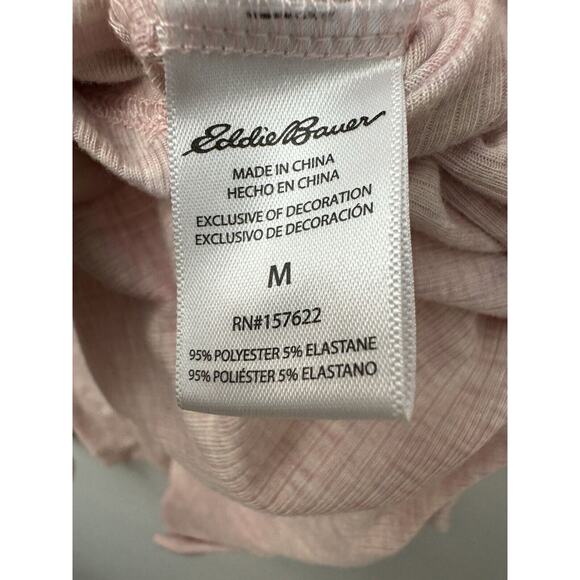 Eddie Bauer
MADE IN CHINA
HECHO EN CHINA
EXCLUSIVE OF DECORATION
EXCLUSIVO DE DECORACIÓN
M
RN#157622
95% POLYESTER 5% ELASTANE
95% POLIÉSTER 5% ELASTANO